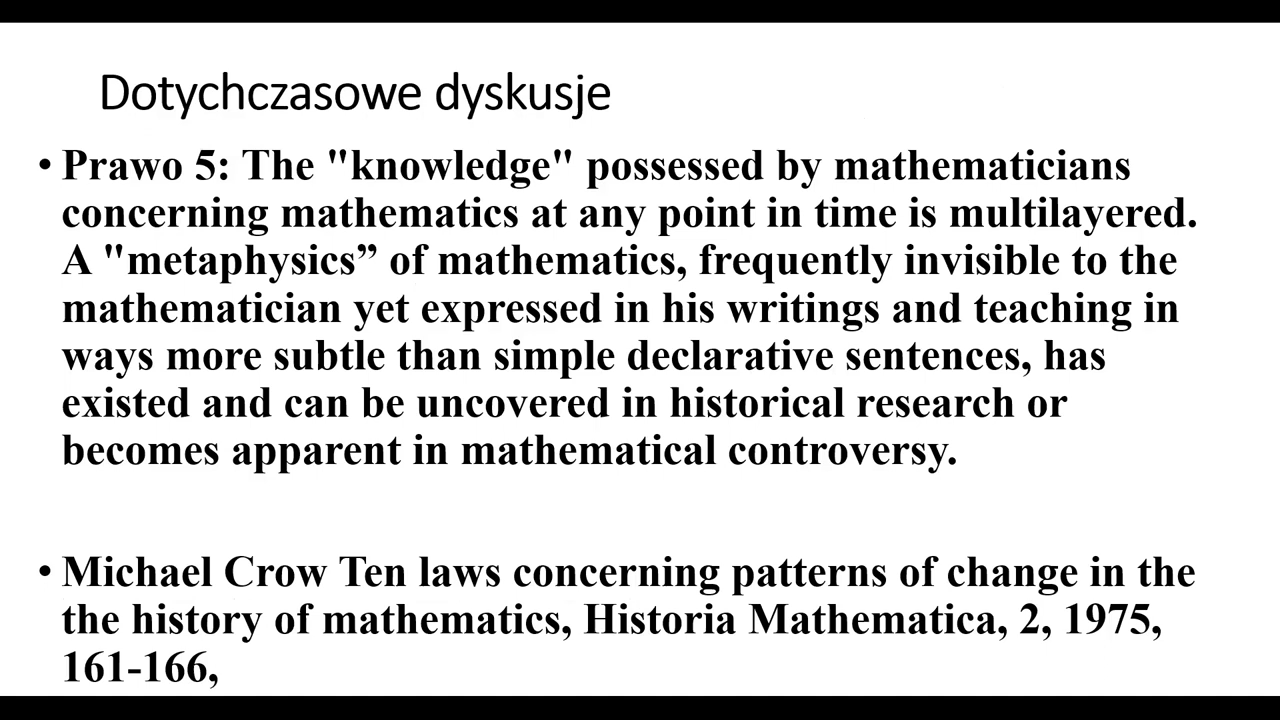 Dotychczasowe dyskusje
• Prawo 5: The "knowledge" possessed by mathematicians
concerning mathematics at any point in time is multilayered.
A "metaphysics” of mathematics, frequently invisible to the
mathematician yet expressed in his writings and teaching in
ways more subtle than simple declarative sentences, has
existed and can be uncovered in historical research or
becomes apparent in mathematical controversy.
• Michael Crow Ten laws concerning patterns of change in the
the history of mathematics, Historia Mathematica, 2, 1975,
161-166,